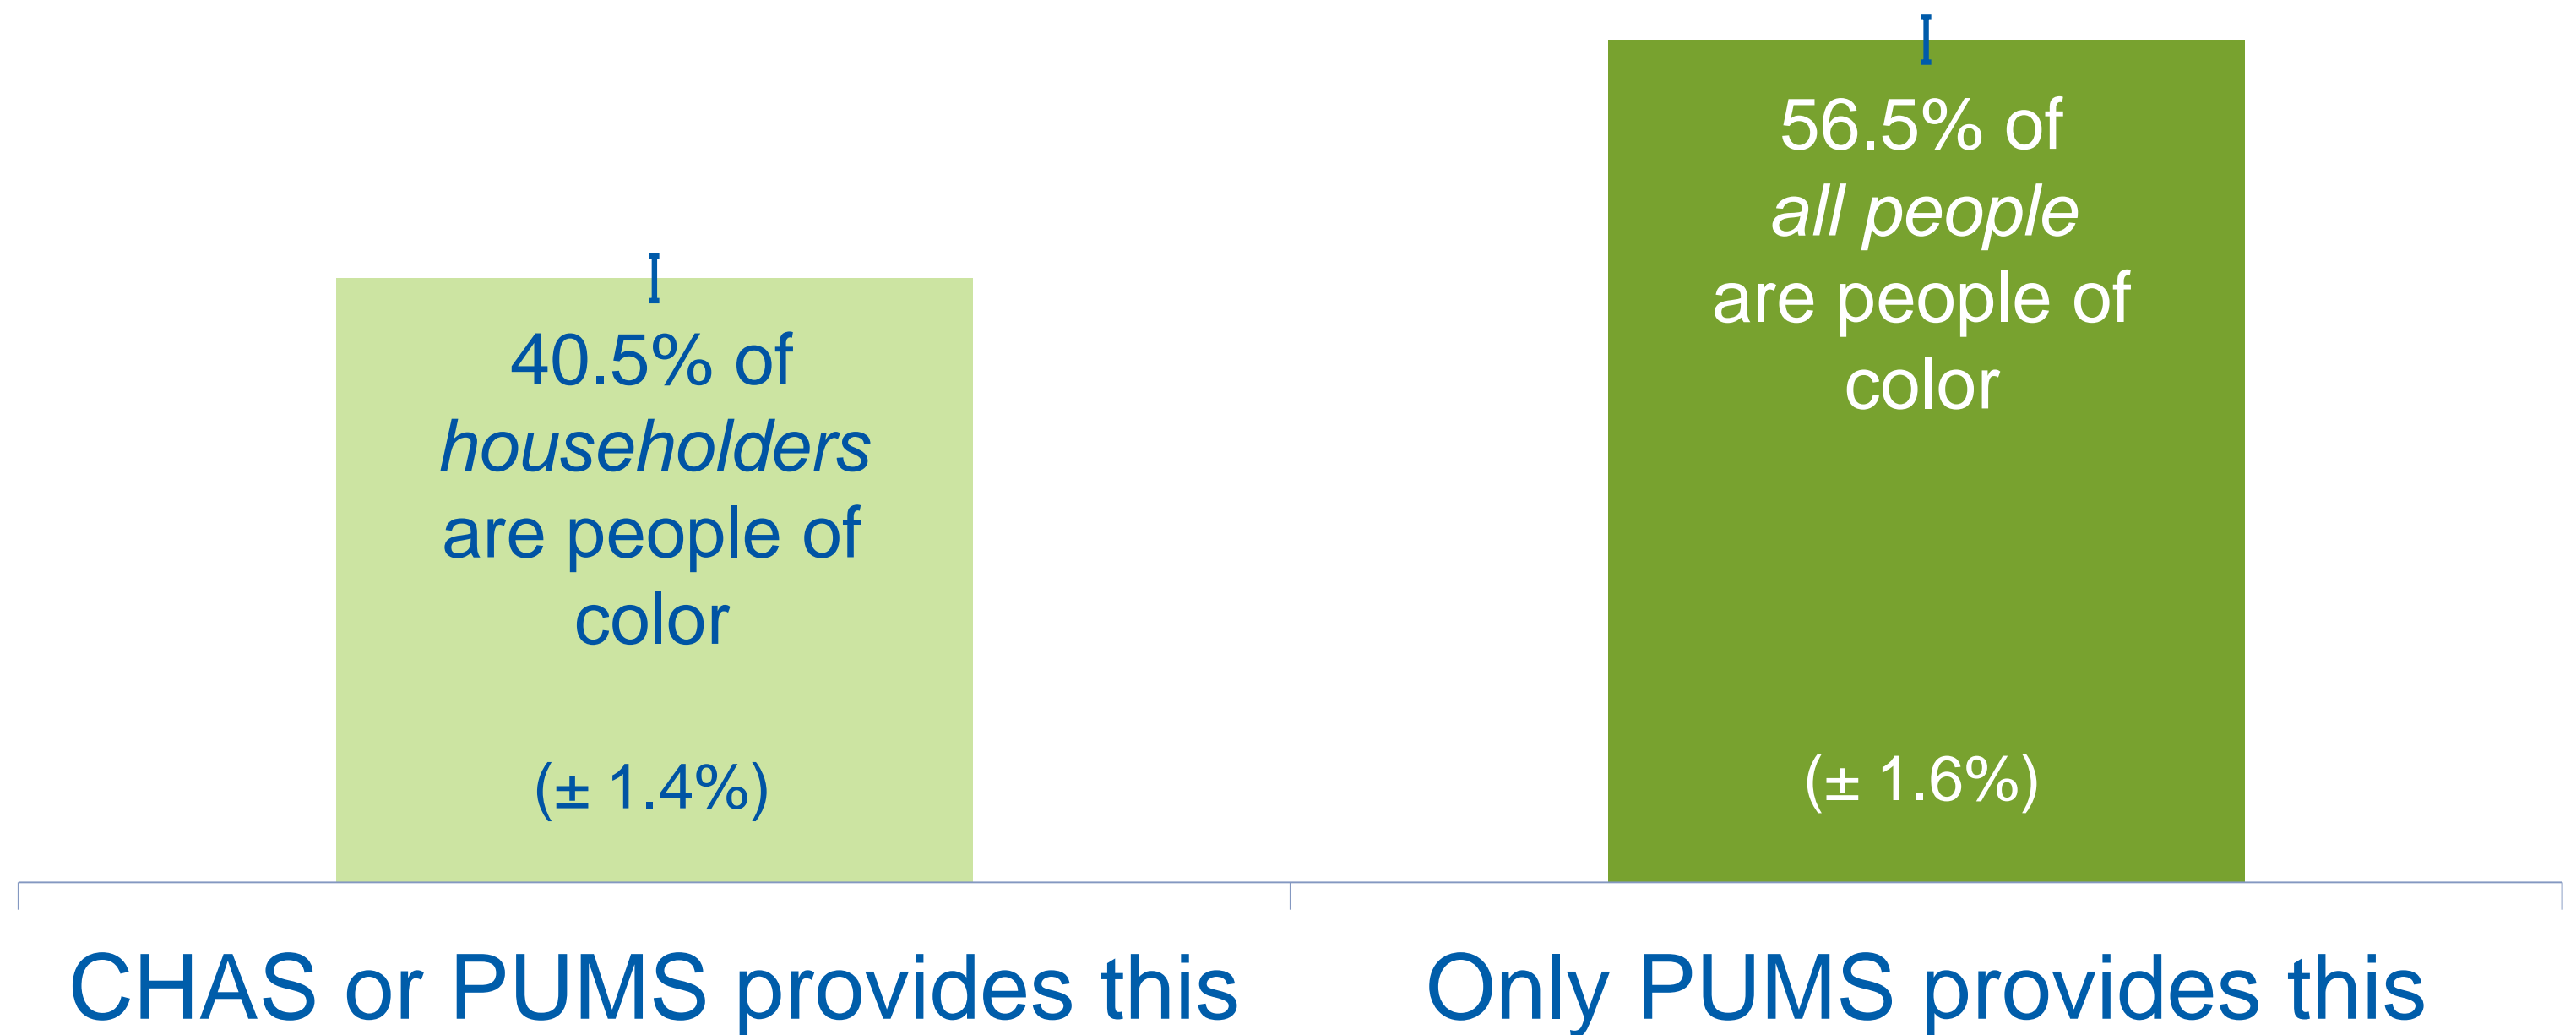 40.5% of
householders
are people of
color
(± 1.4%)
56.5% of
all people
are people of
color
(± 1.6%)
CHAS or PUMS provides this
Only PUMS provides this